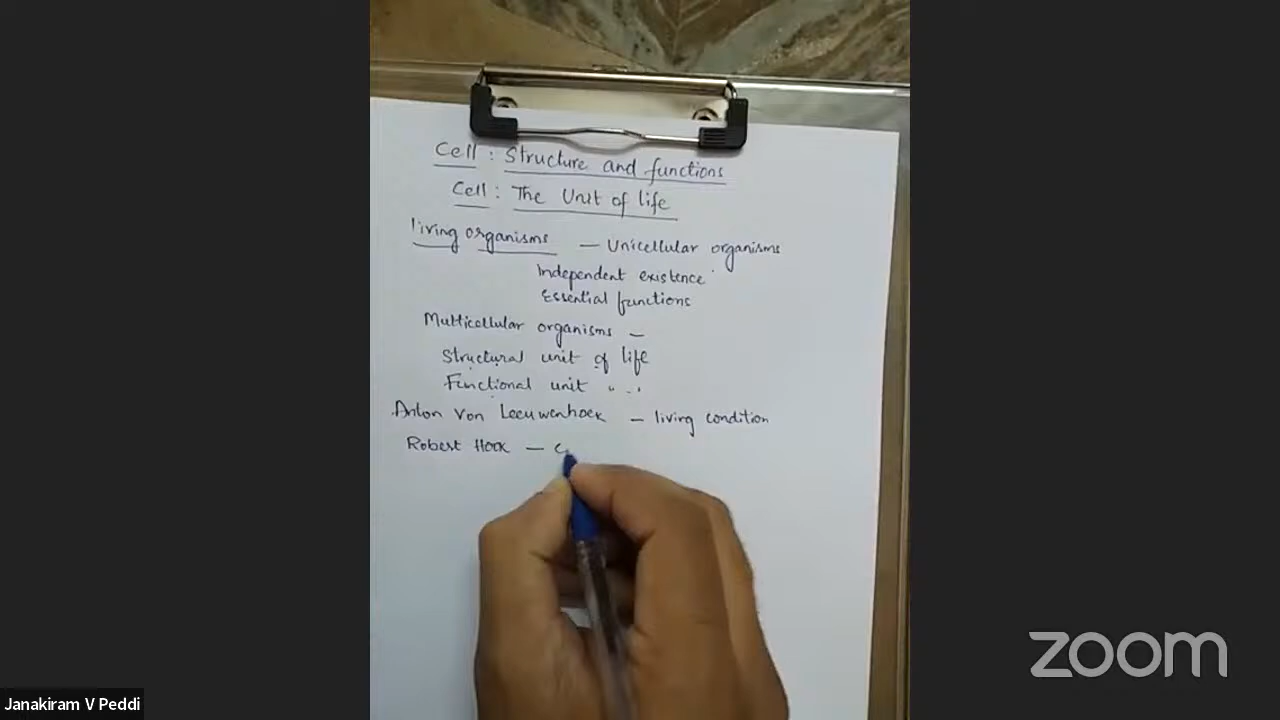 Cell : Structure and functions
Cell : The Unit of life
living organisms — Unicellular organisms
Independent existence
Essential functions
Multicellular organisms —
Structural unit of life
Functional unit " "
Anton Von Leeuwenhoek — living condition
Robert Hook — c
zoom
Janakiram V Peddi